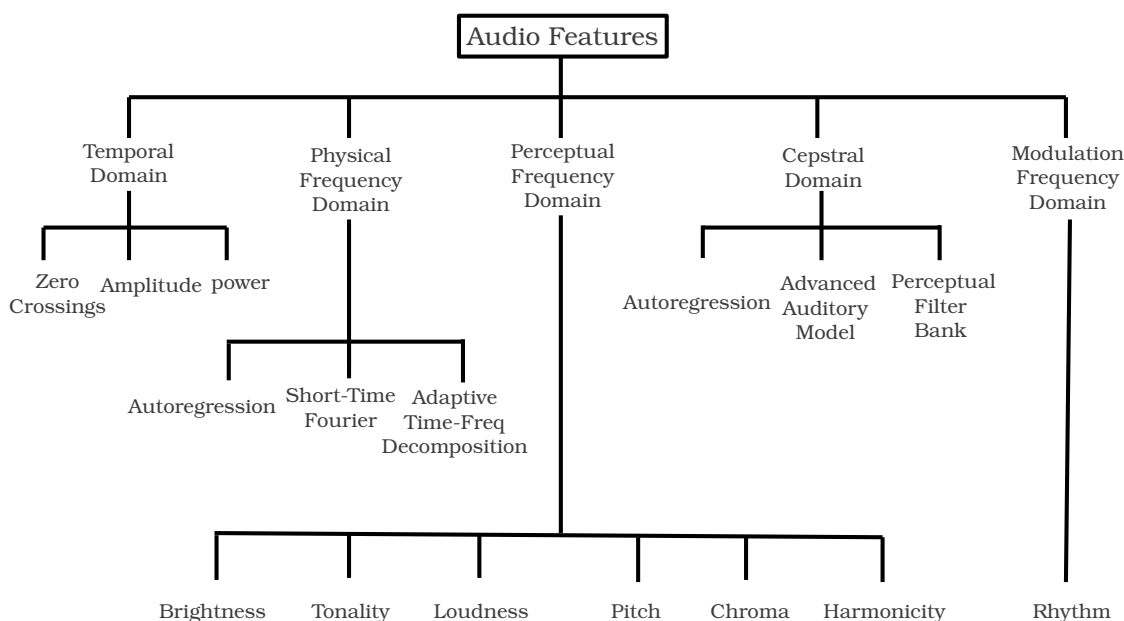 Audio Features
Temporal
Domain
Physical
Frequency
Domain
Perceptual
Frequency
Domain
Cepstral
Domain
Modulation
Frequency
Domain
Zero
Crossings
Amplitude
power
Autoregression
Advanced
Auditory
Model
Perceptual
Filter
Bank
Autoregression
Short-Time
Fourier
Adaptive
Time-Freq
Decomposition
Brightness
Tonality
Loudness
Pitch
Chroma
Harmonicity
Rhythm